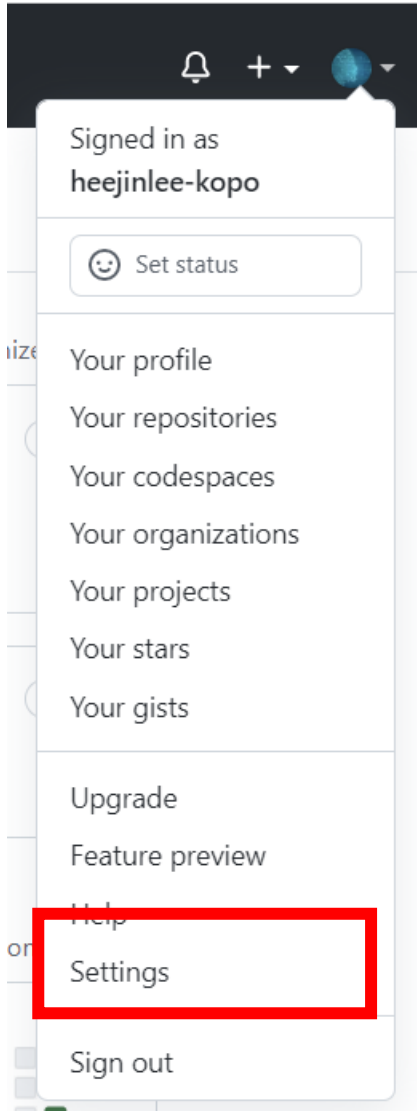 Signed in as
heejinlee-kopo
Set status
Your profile
Your repositories
Your codespaces
Your organizations
Your projects
Your stars
Your gists
Upgrade
Feature preview
Help
Settings
Sign out